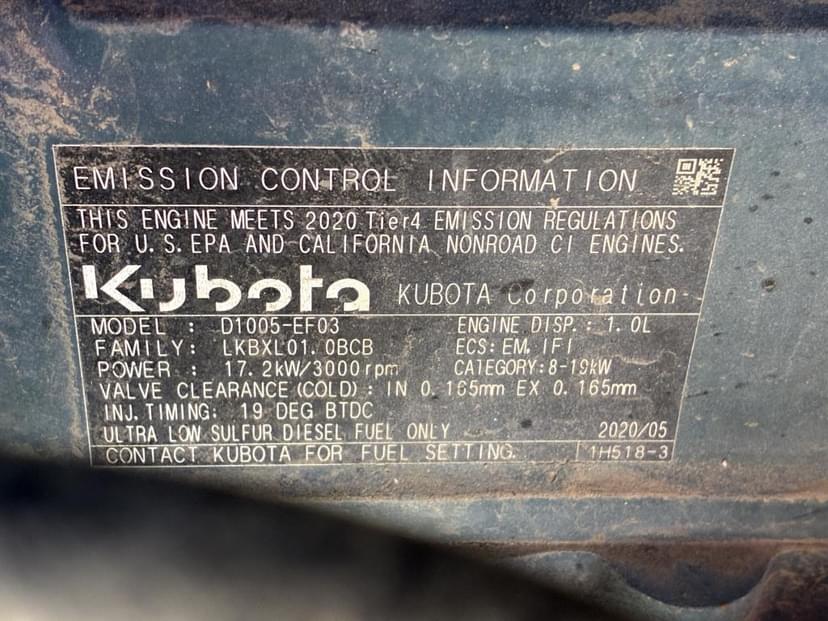 EMISSION CONTROL INFORMATION
THIS ENGINE MEETS 2020 Tier4 EMISSION REGULATIONS
FOR U.S. EPA AND CALIFORNIA NONROAD CI ENGINES.
Kubota KUBOTA Corporation
MODEL : D1005-EF03 ENGINE DISP.: 1.0L
FAMILY: LKBXL01.0BCB ECS: EM, IFI
POWER : 17.2kW/3000rpm CATEGORY:8-19kW
VALVE CLEARANCE (COLD) : IN 0.165mm EX 0.165mm
INJ.TIMING: 19 DEG BTDC
ULTRA LOW SULFUR DIESEL FUEL ONLY 2020/05
CONTACT KUBOTA FOR FUEL SETTING. 1H518-3